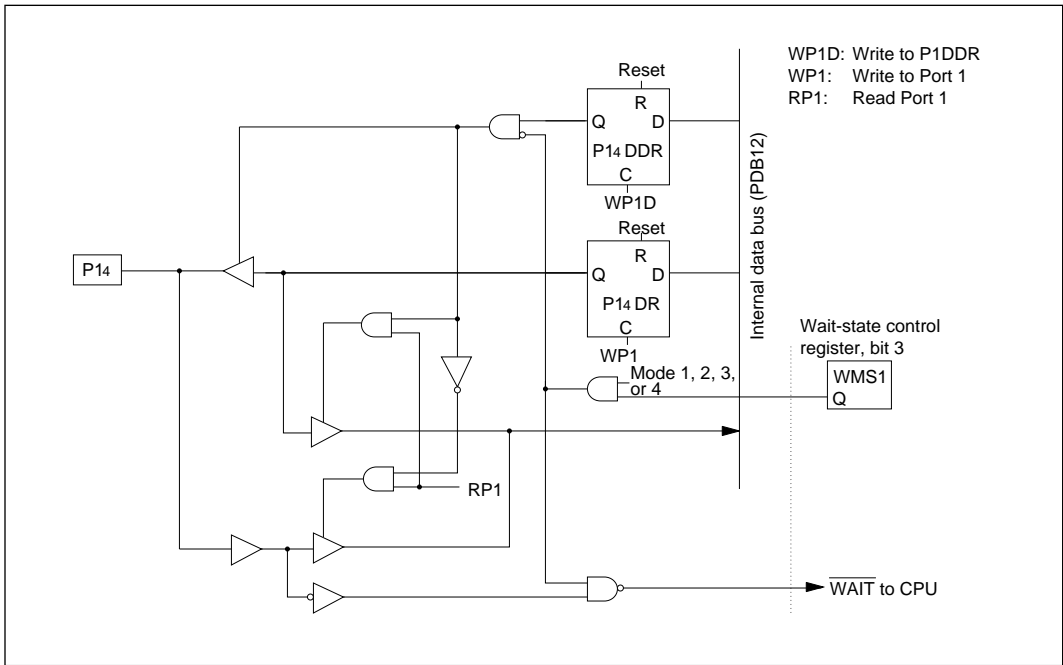 WP1D: Write to P1DDR
WP1: Write to Port 1
RP1: Read Port 1
Reset
R
Q
D
P14 DDR
C
WP1D
Reset
R
Q
D
P14 DR
C
WP1
P14
Internal data bus (PDB12)
Wait-state control
register, bit 3
Mode 1, 2, 3,
or 4
WMS1
Q
RP1
WAIT to CPU